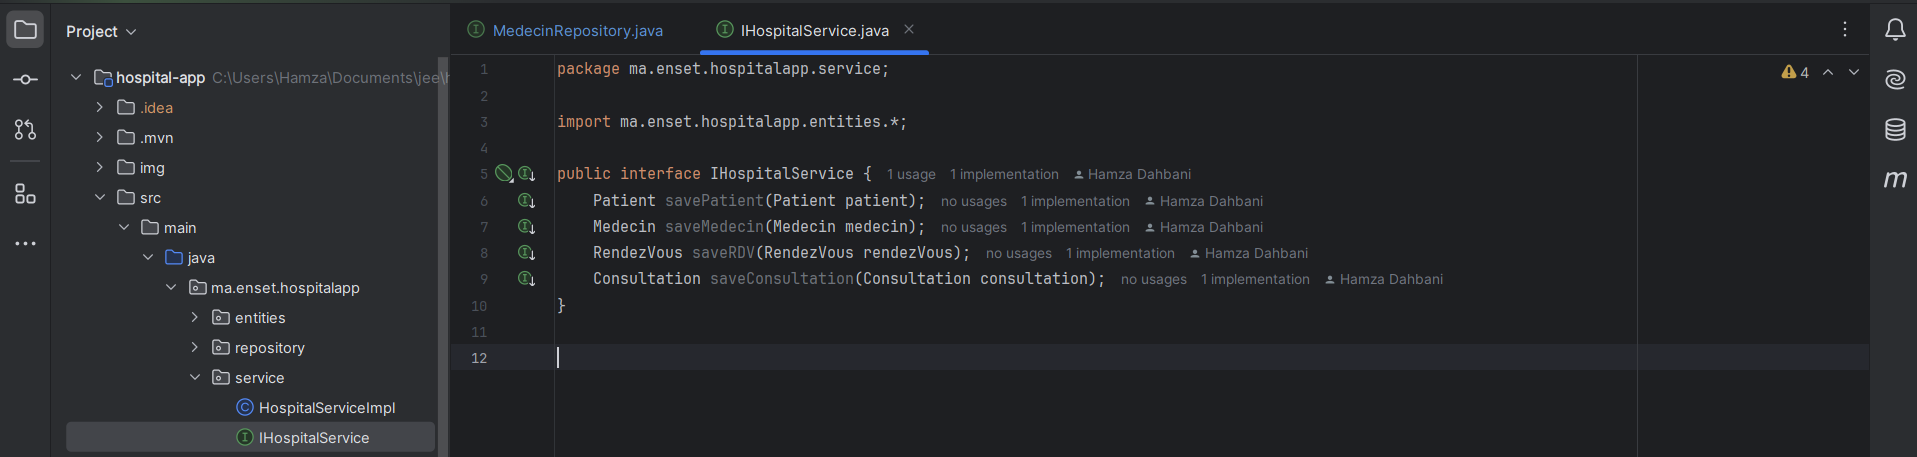 Project
hospital-app C:\Users\Hamza\Documents\jee\
.idea
.mvn
img
src
main
java
ma.enset.hospitalapp
entities
repository
service
HospitalServiceImpl
IHospitalService
MedecinRepository.java IHospitalService.java
4
1 package ma.enset.hospitalapp.service;
2
3 import ma.enset.hospitalapp.entities.*;
4
5 public interface IHospitalService { 1 usage 1 implementation Hamza Dahbani
6 Patient savePatient(Patient patient); no usages 1 implementation Hamza Dahbani
7 Medecin saveMedecin(Medecin medecin); no usages 1 implementation Hamza Dahbani
8 RendezVous saveRDV(RendezVous rendezVous); no usages 1 implementation Hamza Dahbani
9 Consultation saveConsultation(Consultation consultation); no usages 1 implementation Hamza Dahbani
10 }
11
12
m